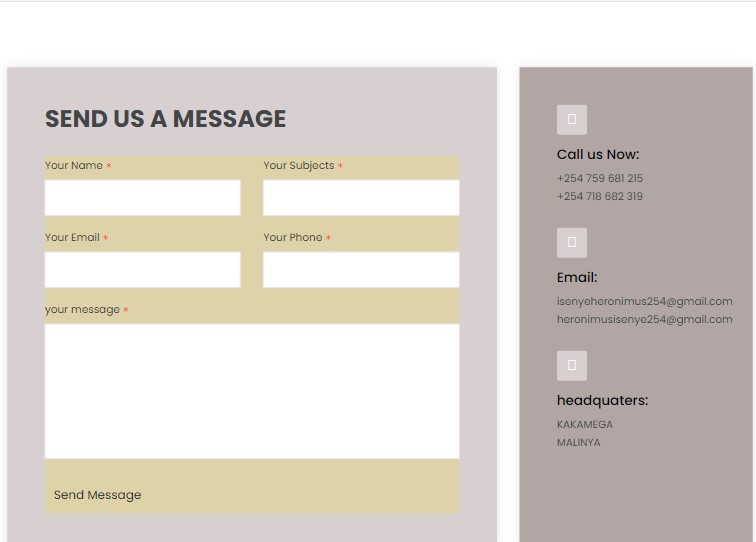 SEND US A MESSAGE
Your Name *
Your Subjects *
Your Email *
Your Phone *
your message *
Send Message
Call us Now:
+254 759 681 215
+254 718 682 319
Email:
isenyeheronimus254@gmail.com
heronimusisenye254@gmail.com
headquaters:
KAKAMEGA
MALINYA